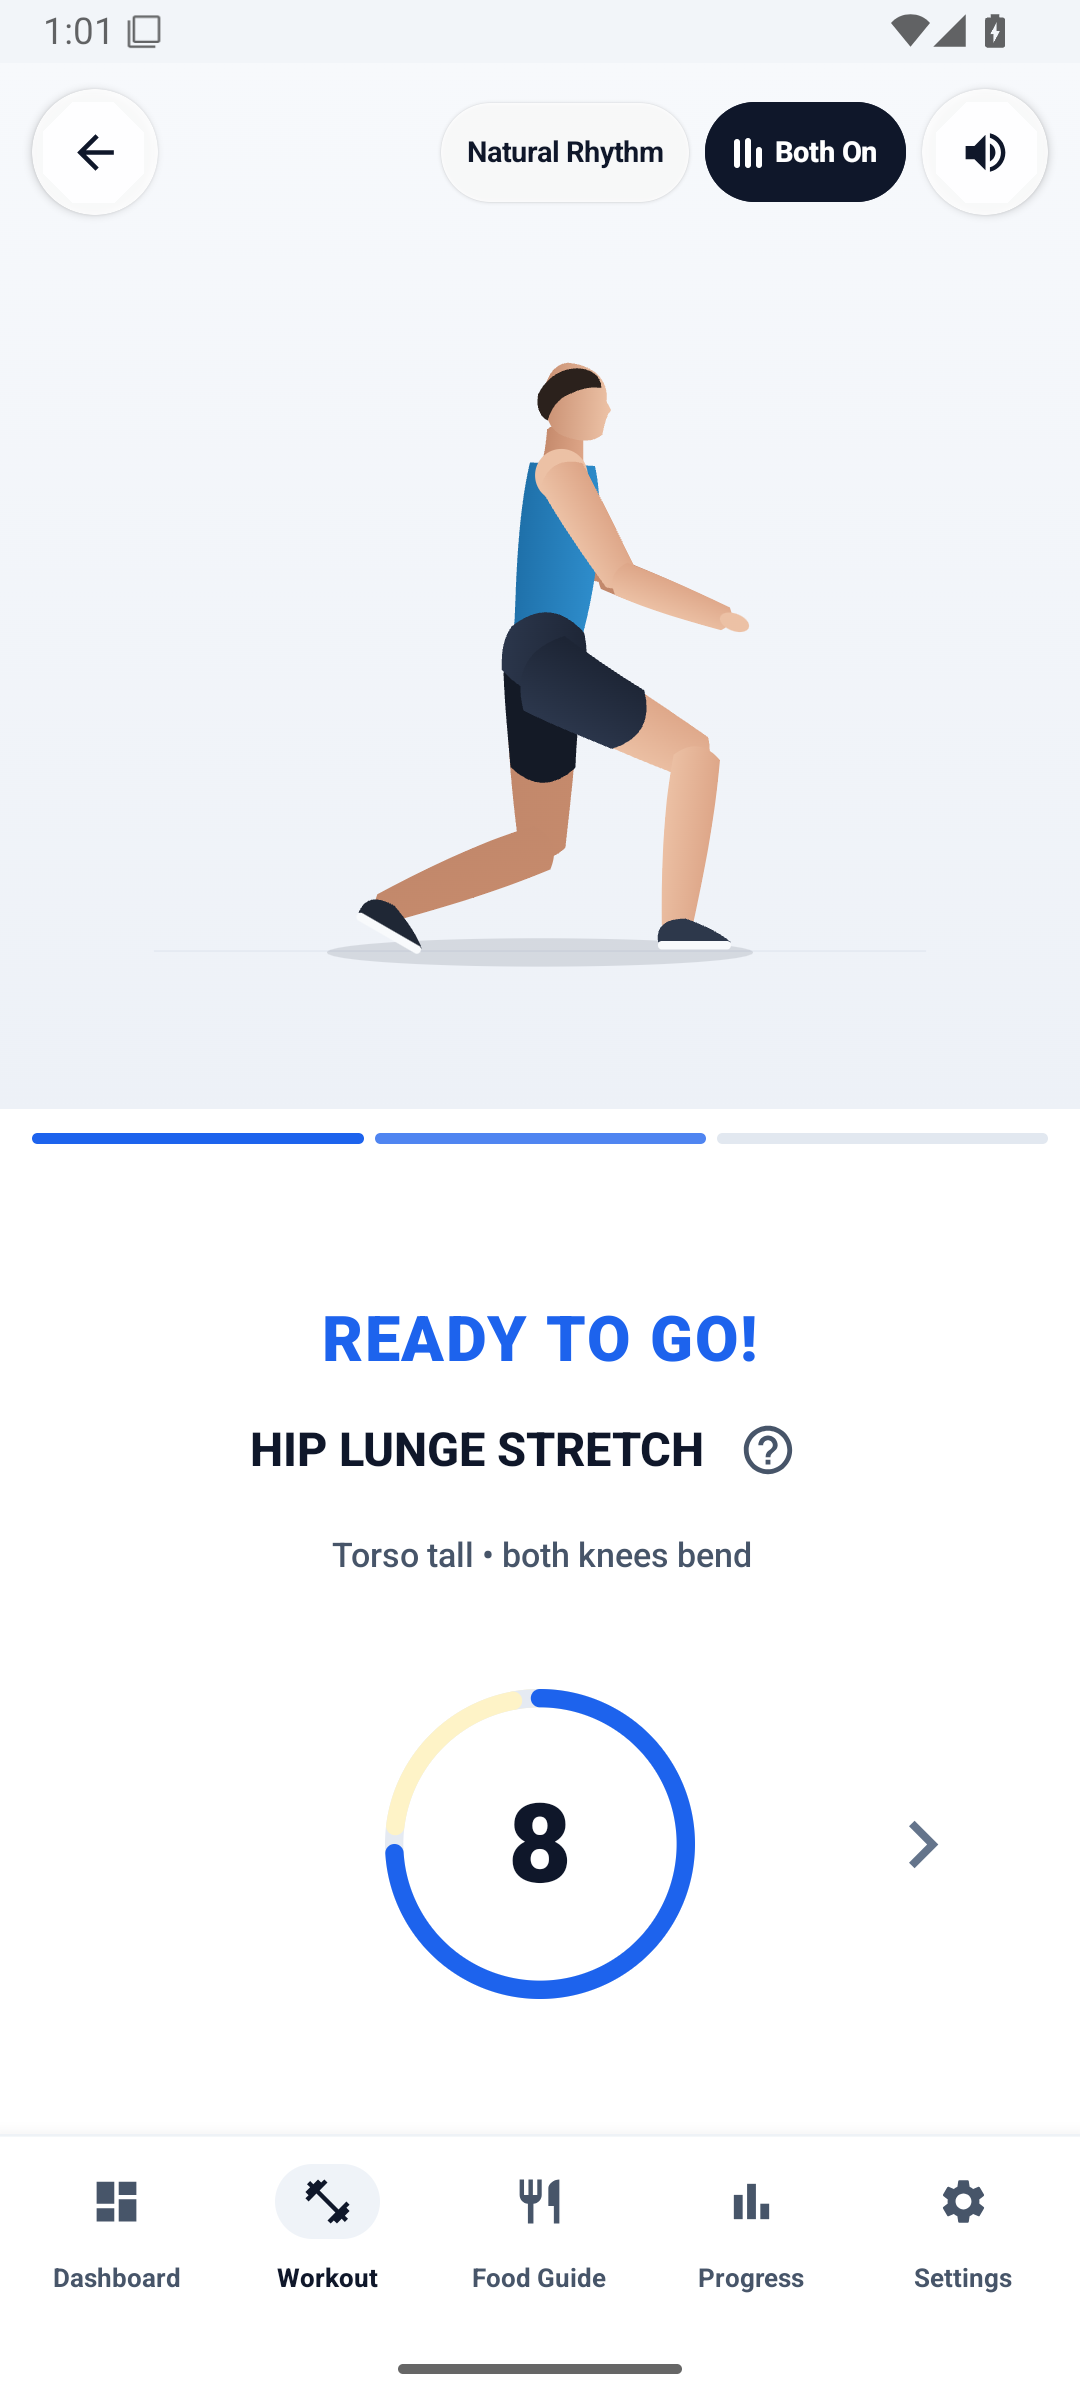 1:01
Natural Rhythm
Both On
READY TO GO!
HIP LUNGE STRETCH
Torso tall • both knees bend
8
Dashboard
Workout
Food Guide
Progress
Settings